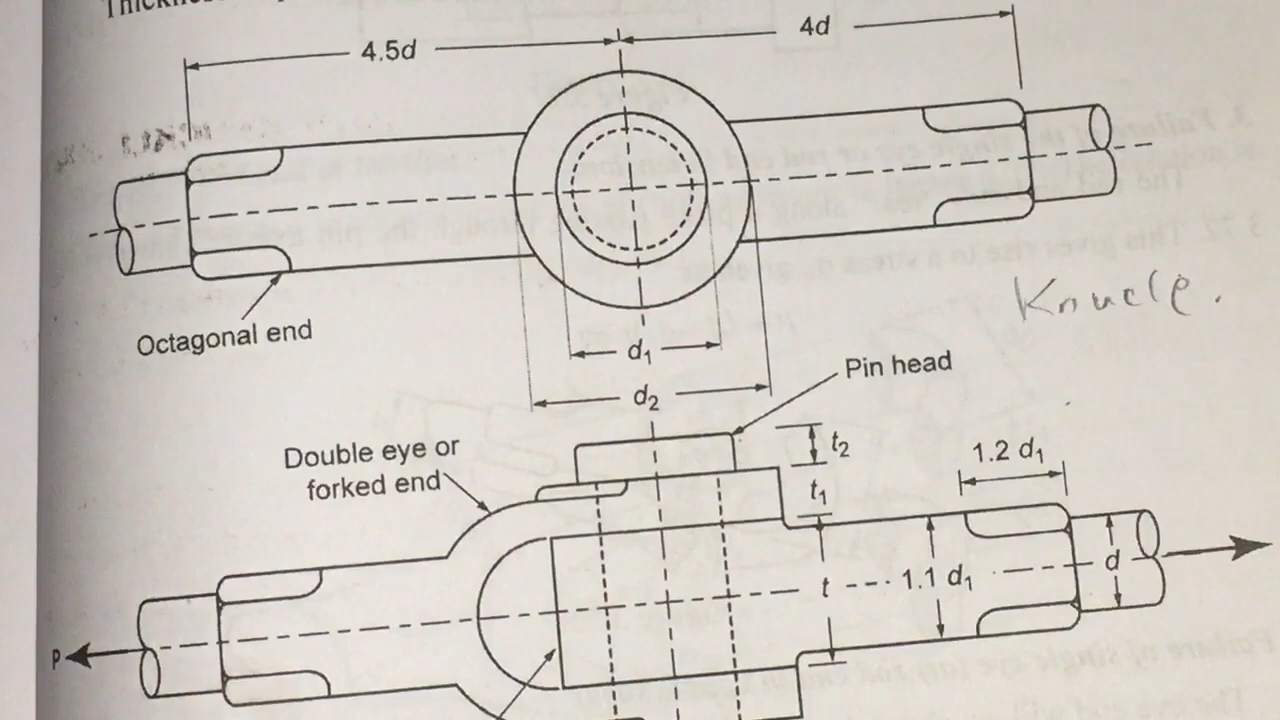 4.5d
4d
Octagonal end
Knucle.
d₁
d₂
Pin head
Double eye or
forked end
t₂
1.2 d₁
t₁
t
1.1 d₁
d
P